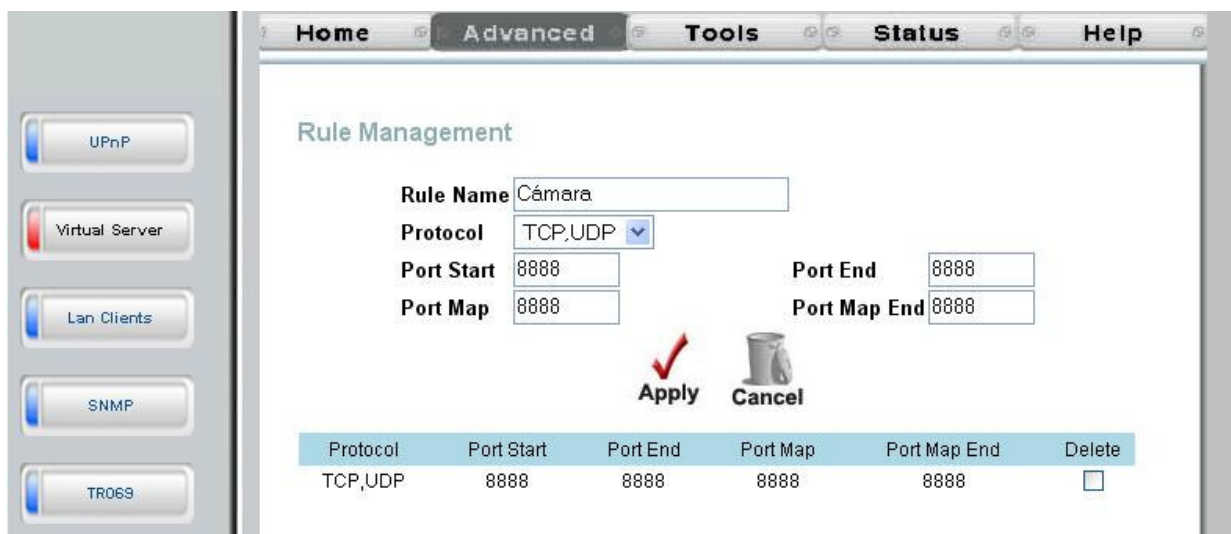 Home Advanced Tools Status Help
UPnP
Virtual Server
Lan Clients
SNMP
TR069
Rule Management
Rule Name Cámara
Protocol TCP,UDP
Port Start 8888 Port End 8888
Port Map 8888 Port Map End 8888
Apply Cancel
Protocol Port Start Port End Port Map Port Map End Delete
TCP,UDP 8888 8888 8888 8888